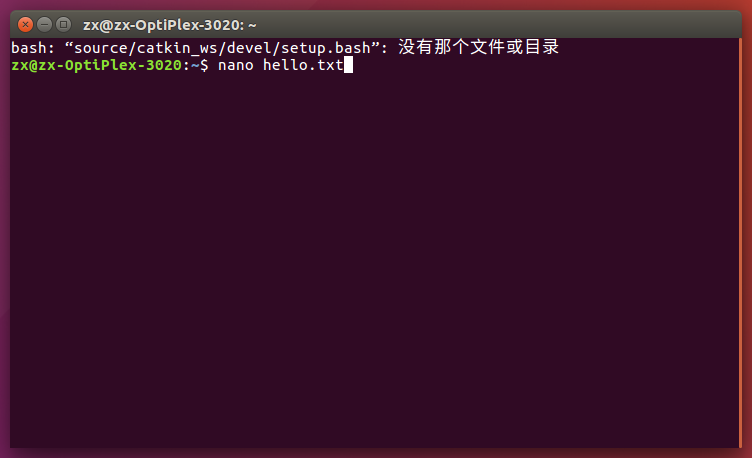 zx@zx-OptiPlex-3020: ~
bash: “source/catkin_ws/devel/setup.bash”: 没有那个文件或目录
zx@zx-OptiPlex-3020:~$ nano hello.txt